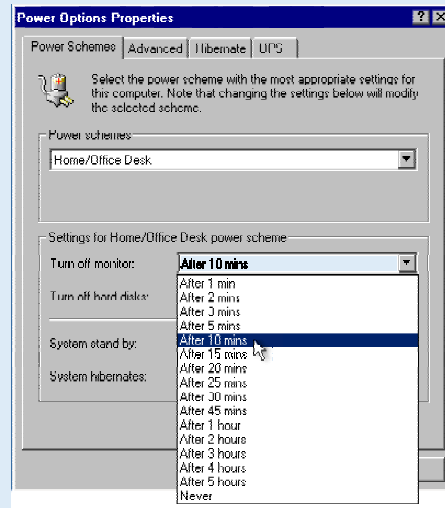 Power Options Properties
Power Schemes Advanced Hibernate UPS
Select the power scheme with the most appropriate settings for
this computer. Note that changing the settings below will modify
the selected scheme.
Power schemes
Home/Office Desk
Settings for Home/Office Desk power scheme
Turn off monitor: After 10 mins
After 1 min
After 2 mins
Turn off hard disks:
After 3 mins
After 5 mins
System stand by:
After 10 mins
After 15 mins
After 20 mins
System hibernates:
After 25 mins
After 30 mins
After 45 mins
After 1 hour
After 2 hours
After 3 hours
After 4 hours
After 5 hours
Never